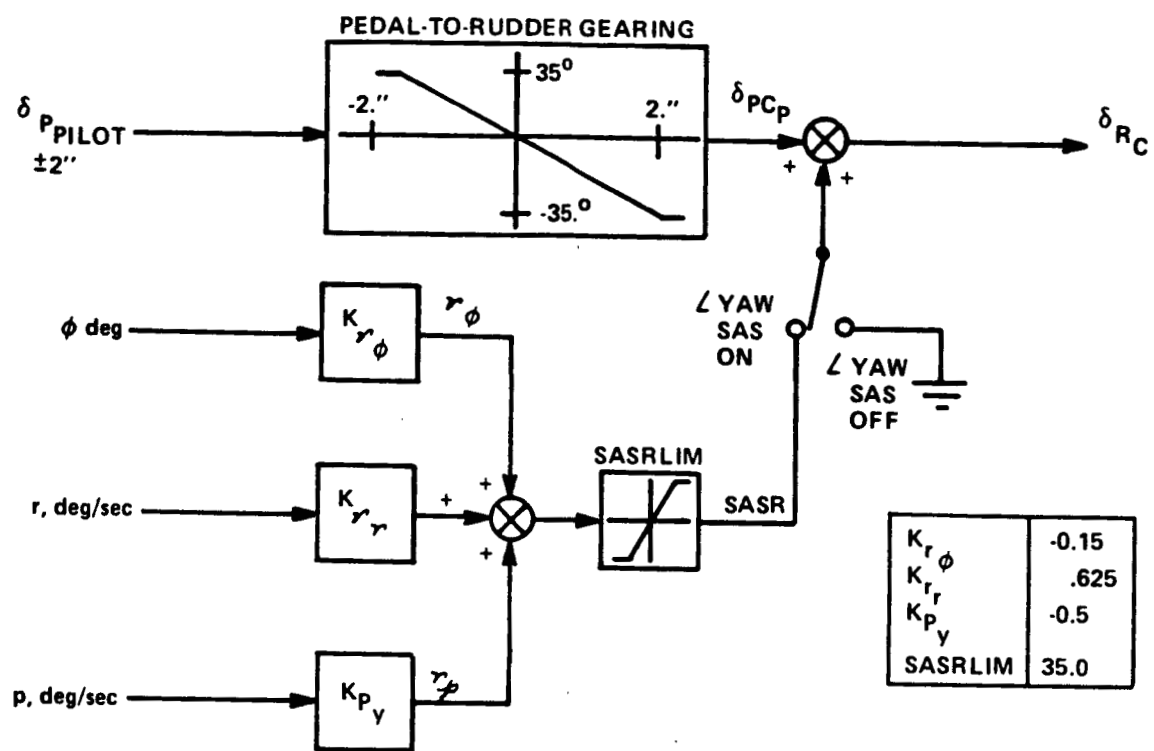 PEDAL-TO-RUDDER GEARING
35°
-2."
2."
-35.°
δ P PILOT
±2"
δ PC P
δ R C
+
+
∠ YAW
SAS
ON
∠ YAW
SAS
OFF
φ deg
K r φ
r φ
SASRLIM
r, deg/sec
K r r
+
+
+
SASR
p, deg/sec
K P y
r p
K r φ -0.15
K r r .625
K P y -0.5
SASRLIM 35.0